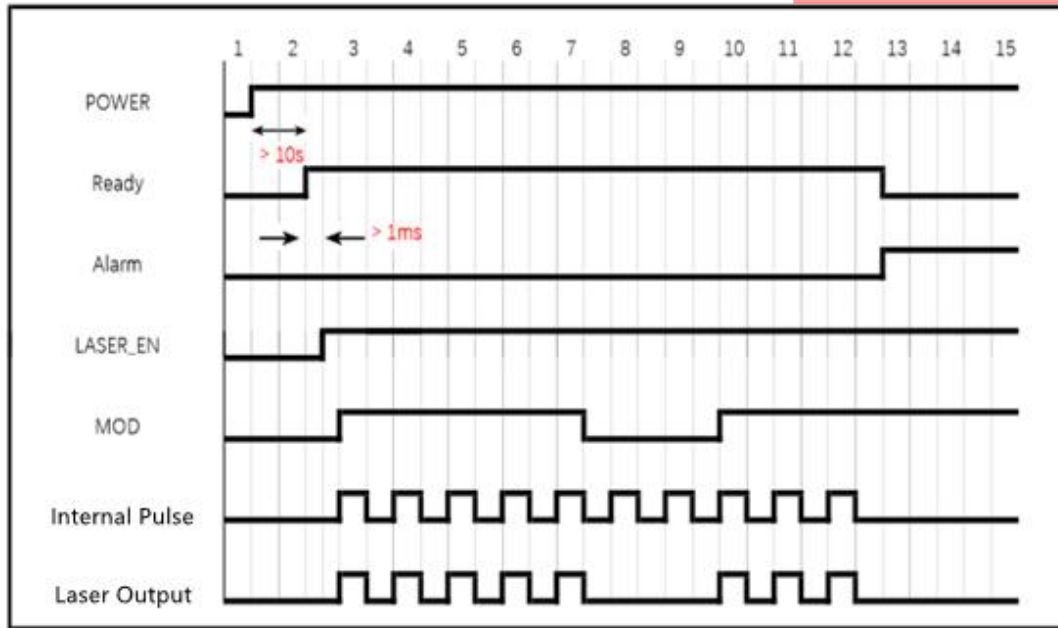 1 2 3 4 5 6 7 8 9 10 11 12 13 14 15
POWER
> 10s
Ready
> 1ms
Alarm
LASER_EN
MOD
Internal Pulse
Laser Output